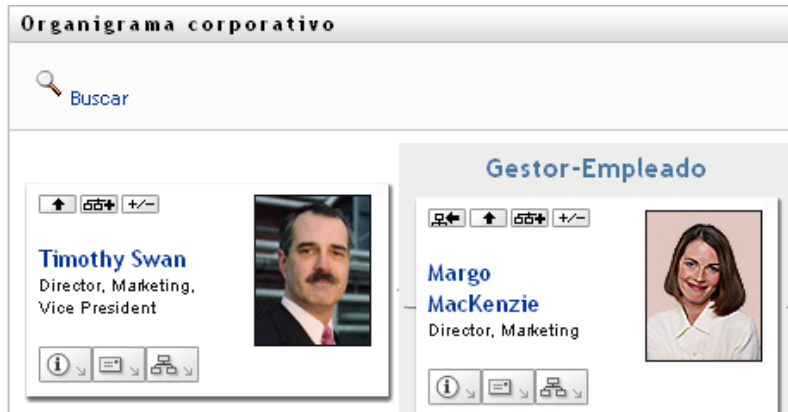 Organigrama corporativo
Buscar
Gestor-Empleado
+/-
Timothy Swan
Director, Marketing,
Vice President
+/-
Margo
MacKenzie
Director, Marketing